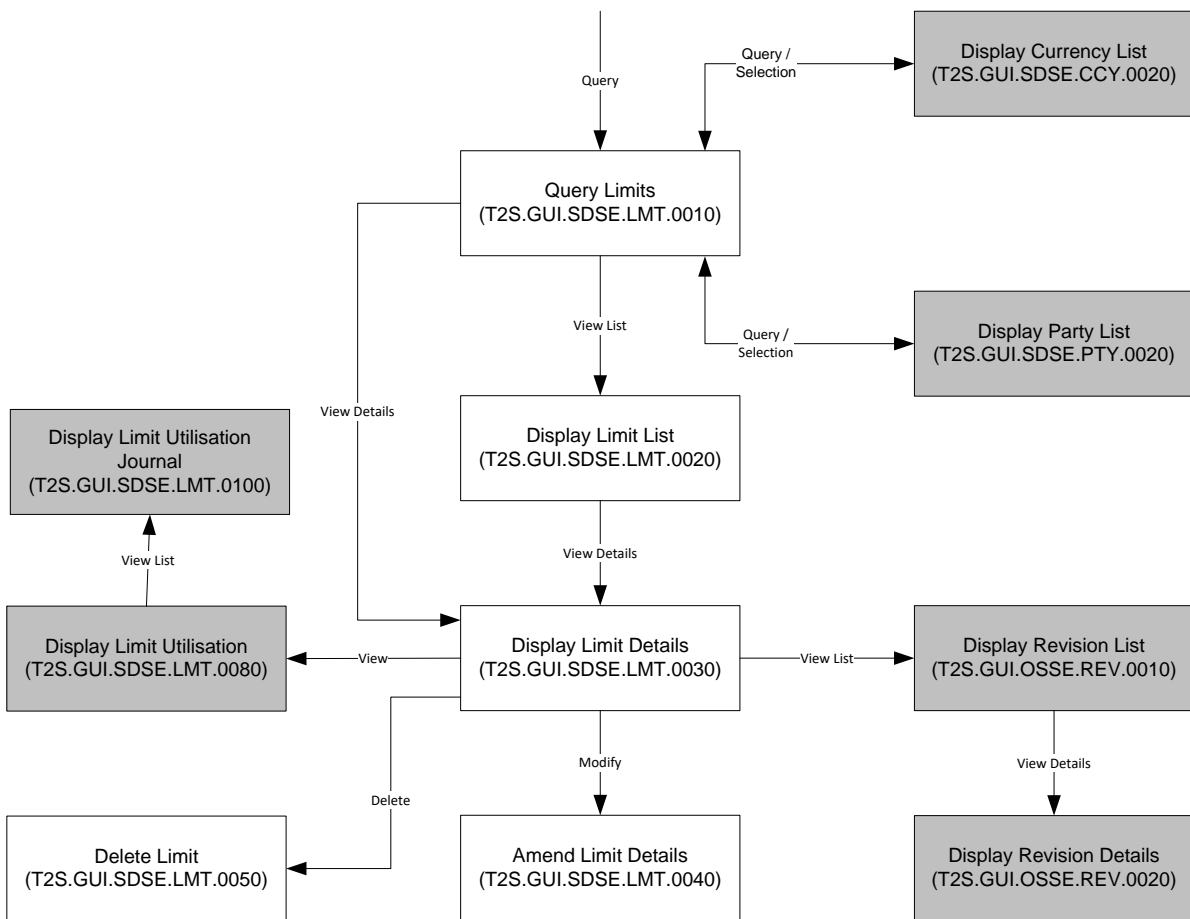 Query /
Selection
Display Currency List
(T2S.GUI.SDSE.CCY.0020)
Query
Query Limits
(T2S.GUI.SDSE.LMT.0010)
View List
Query /
Selection
Display Party List
(T2S.GUI.SDSE.PTY.0020)
View Details
Display Limit Utilisation
Journal
(T2S.GUI.SDSE.LMT.0100)
Display Limit List
(T2S.GUI.SDSE.LMT.0020)
View List
View Details
Display Limit Utilisation
(T2S.GUI.SDSE.LMT.0080)
View
Display Limit Details
(T2S.GUI.SDSE.LMT.0030)
View List
Display Revision List
(T2S.GUI.OSSE.REV.0010)
Modify
View Details
Delete
Delete Limit
(T2S.GUI.SDSE.LMT.0050)
Amend Limit Details
(T2S.GUI.SDSE.LMT.0040)
Display Revision Details
(T2S.GUI.OSSE.REV.0020)